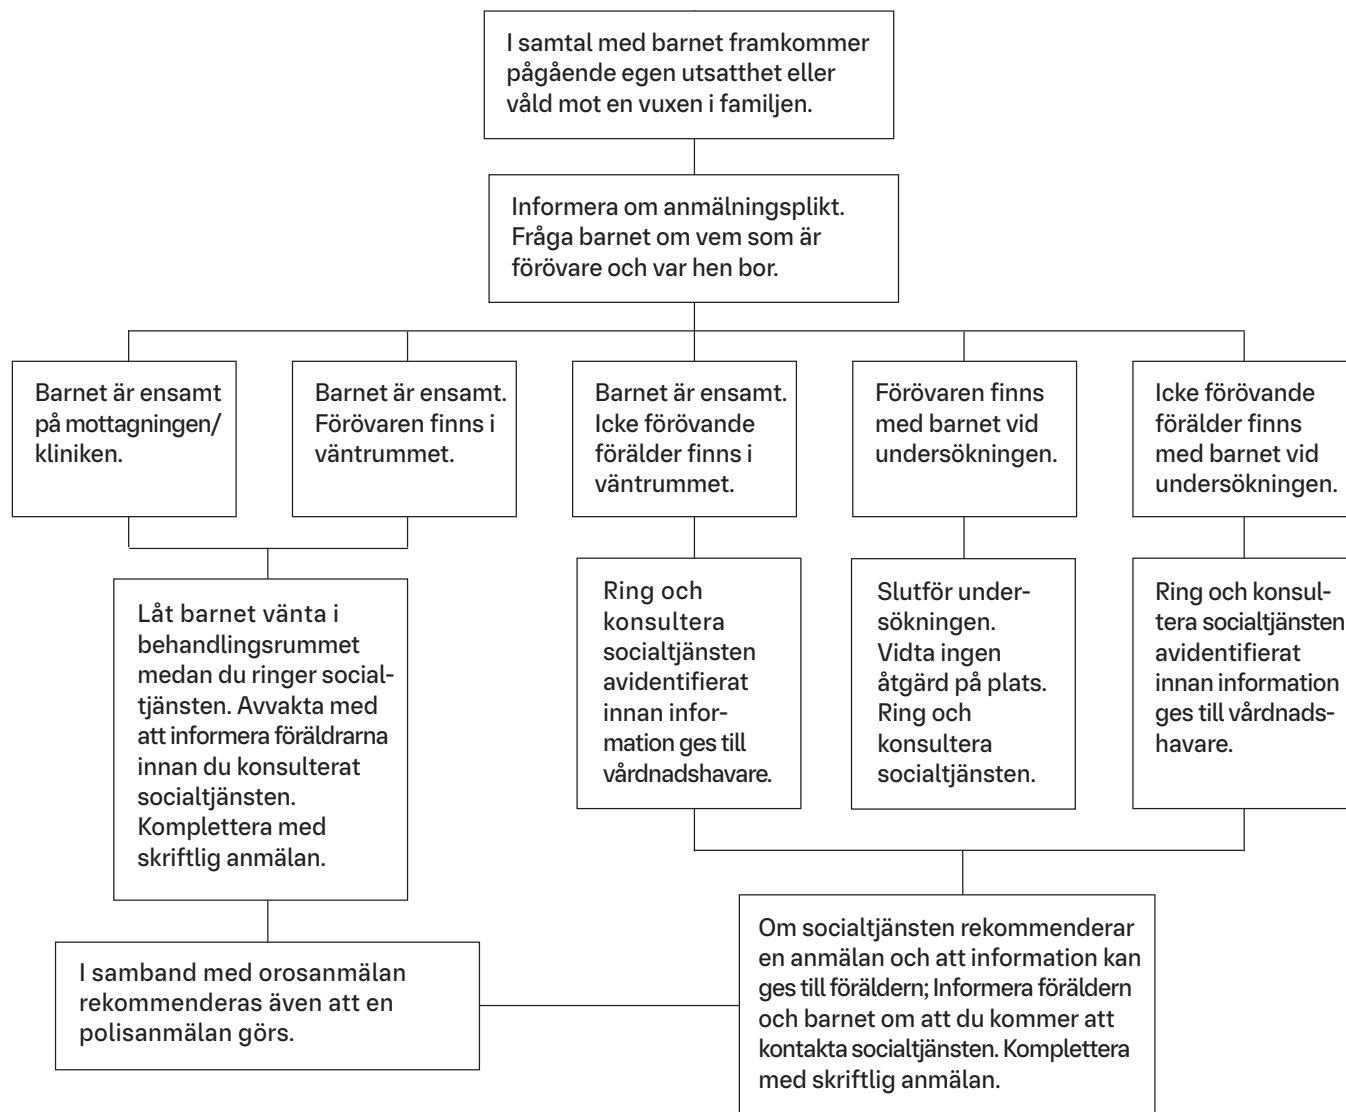 I samtal med barnet framkommer
pågående egen utsatthet eller
våld mot en vuxen i familjen.
Informera om anmälningsplikt.
Fråga barnet om vem som är
förövare och var hen bor.
Barnet är ensamt
på mottagningen/
kliniken.
Barnet är ensamt.
Förövaren finns i
väntrummet.
Barnet är ensamt.
Icke förövande
förälder finns i
väntrummet.
Förövaren finns
med barnet vid
undersökningen.
Icke förövande
förälder finns
med barnet vid
undersökningen.
Låt barnet vänta i
behandlingsrummet
medan du ringer social-
tjänsten. Avvakta med
att informera föräldrarna
innan du konsulterat
socialtjänsten.
Komplettera med
skriftlig anmälan.
Ring och
konsultera
socialtjänsten
avidentifierat
innan infor-
mation ges till
vårdnadshavare.
Slutför under-
sökningen.
Vidta ingen
åtgärd på plats.
Ring och
konsultera
socialtjänsten.
Ring och konsul-
tera socialtjänsten
avidentifierat
innan information
ges till vårdnads-
havare.
I samband med orosanmälan
rekommenderas även att en
polisanmälan görs.
Om socialtjänsten rekommenderar
en anmälan och att information kan
ges till föräldern; Informera föräldern
och barnet om att du kommer att
kontakta socialtjänsten. Komplettera
med skriftlig anmälan.